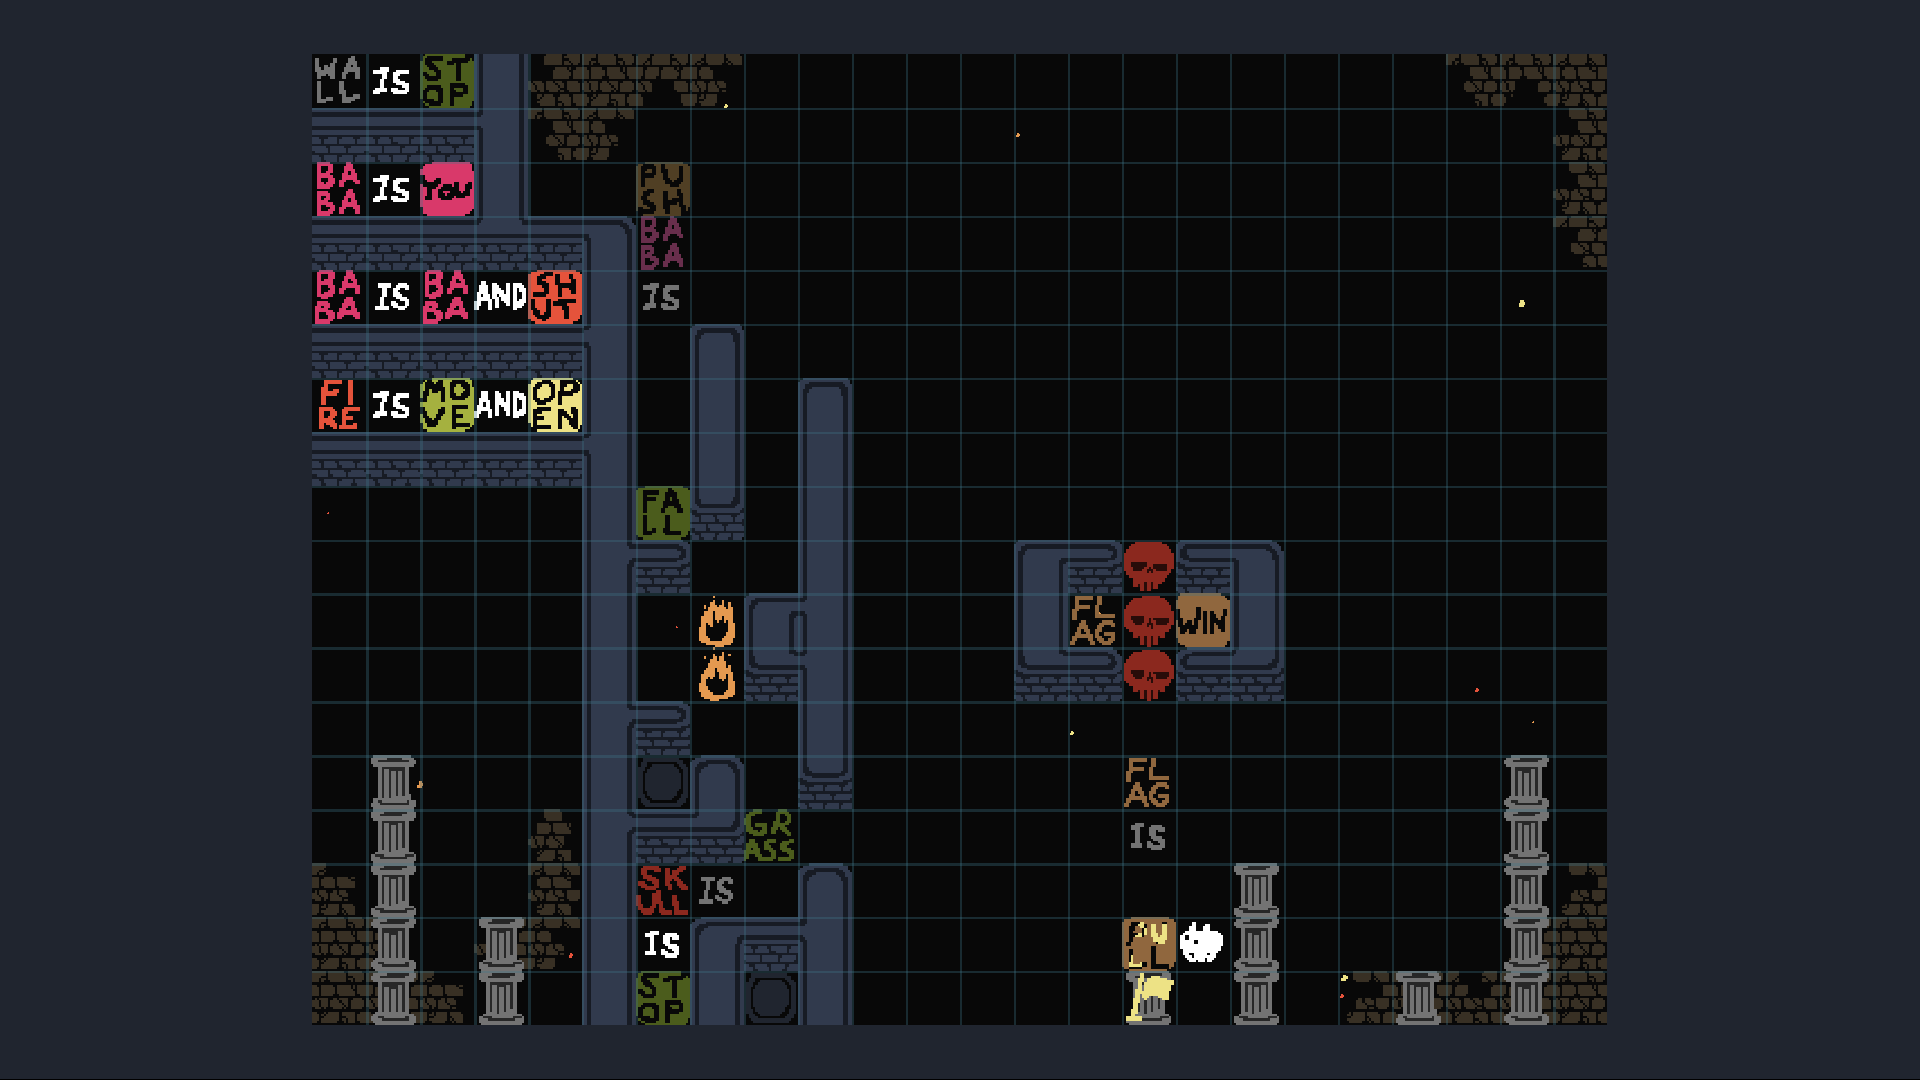 WALL IS STOP
BABA IS YOU
PUSH
BABA
BABA IS BABA AND SHUT
IS
FIRE IS MOVE AND OPEN
FALL
FLAG
WIN
FLAG
GRASS
IS
SKULL IS
PULL
IS
STOP